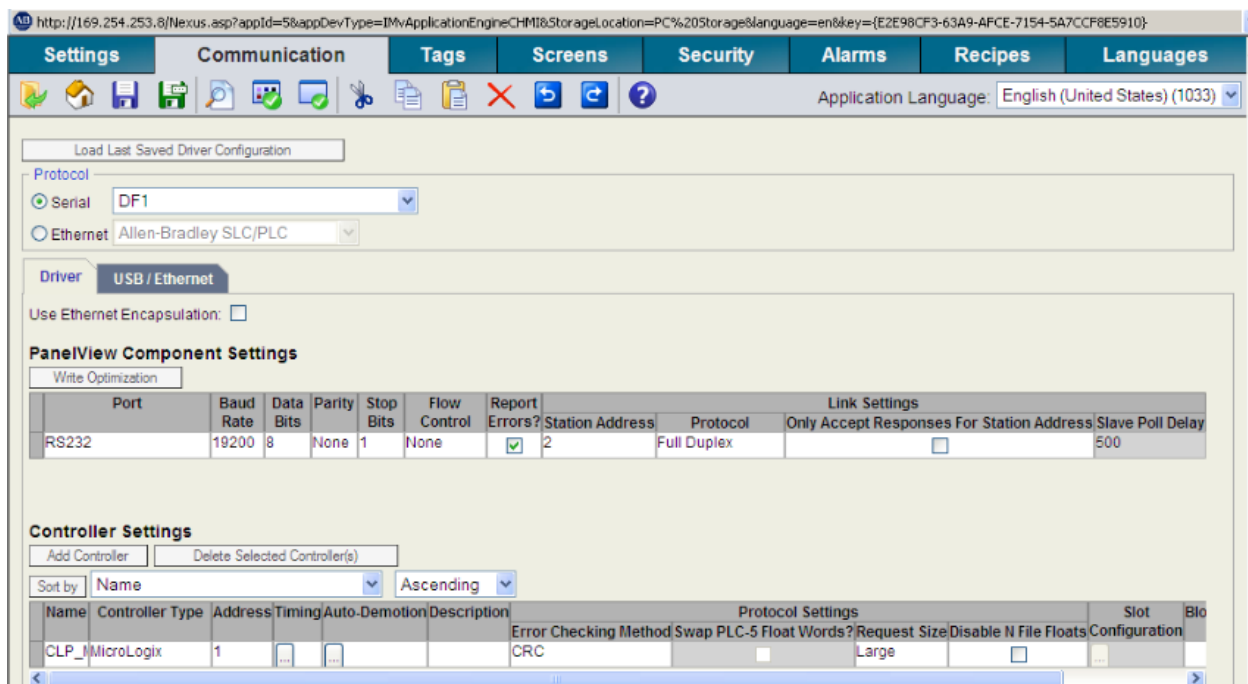 AB http://169.254.253.8/Nexus.asp?appId=5&appDevType=IMvApplicationEngineCHMI&StorageLocation=PC%20Storage&language=en&key={E2E98CF3-63A9-AFCE-7154-5A7CCF8E5910}
Settings Communication Tags Screens Security Alarms Recipes Languages
Application Language: English (United States) (1033)
Load Last Saved Driver Configuration
Protocol
Serial DF1
Ethernet Allen-Bradley SLC/PLC
Driver USB / Ethernet
Use Ethernet Encapsulation:
PanelView Component Settings
Write Optimization
Port Baud Data Parity Stop Flow Report Link Settings
Rate Bits Bits Control Errors? Station Address Protocol Only Accept Responses For Station Address Slave Poll Delay
RS232 19200 8 None 1 None 2 Full Duplex 500
Controller Settings
Add Controller Delete Selected Controller(s)
Sort by Name Ascending
Name Controller Type Address Timing Auto-Demotion Description Protocol Settings Slot Blo
Error Checking Method Swap PLC-5 Float Words? Request Size Disable N File Floats Configuration
CLP_M MicroLogix 1 ... ... CRC Large ...